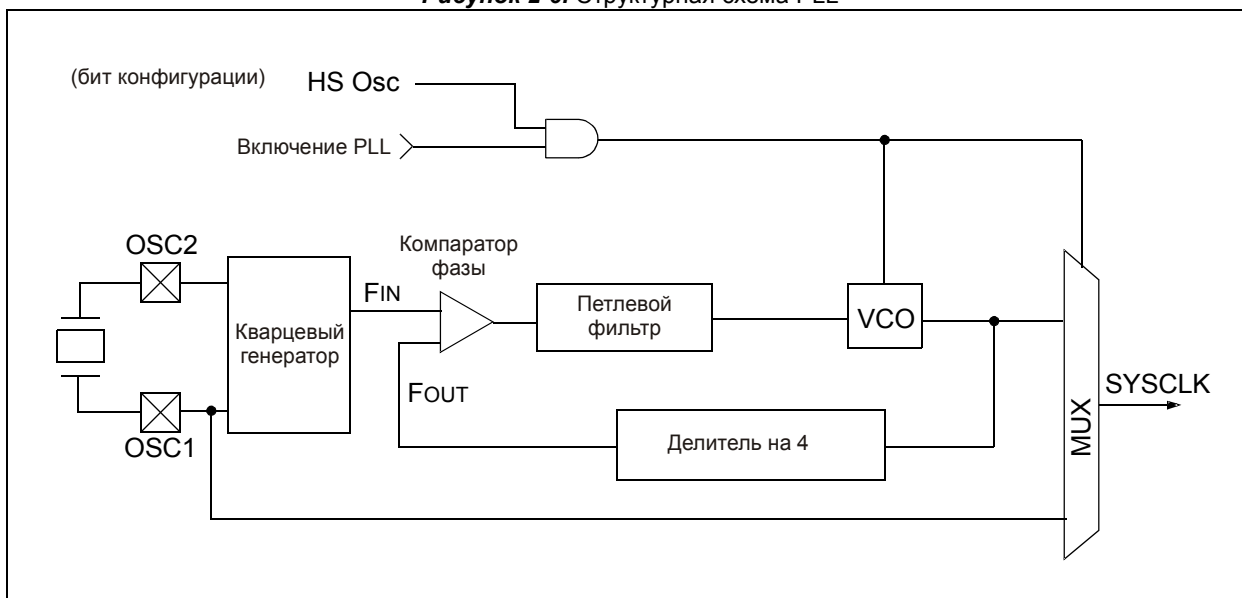 Структурная схема PLL
(бит конфигурации) HS Osc
Включение PLL
OSC2
Компаратор
фазы
FIN
Петлевой
фильтр
VCO
Кварцевый
генератор
FOUT
SYSCLK
MUX
OSC1
Делитель на 4